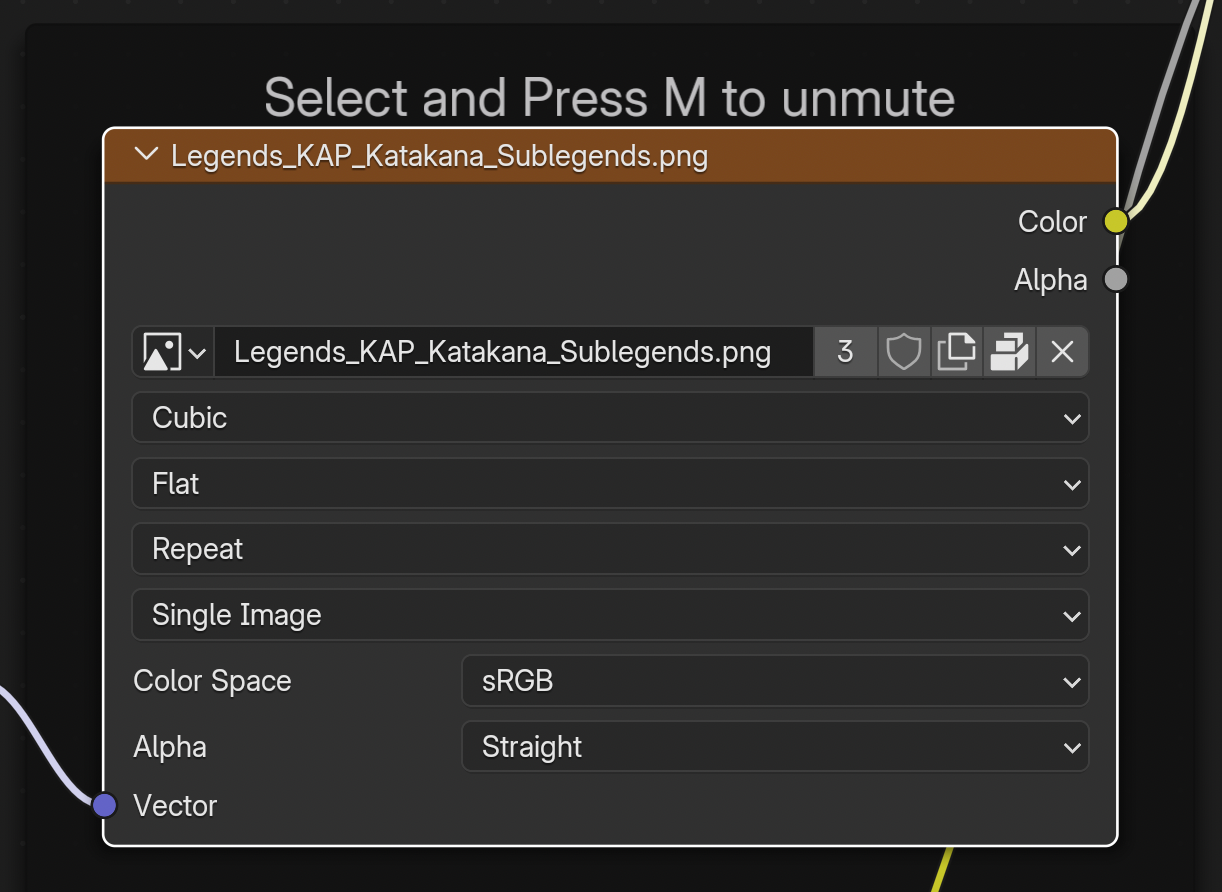 Select and Press M to unmute
Legends_KAP_Katakana_Sublegends.png
Color
Alpha
Legends_KAP_Katakana_Sublegends.png 3
Cubic
Flat
Repeat
Single Image
Color Space sRGB
Alpha Straight
Vector